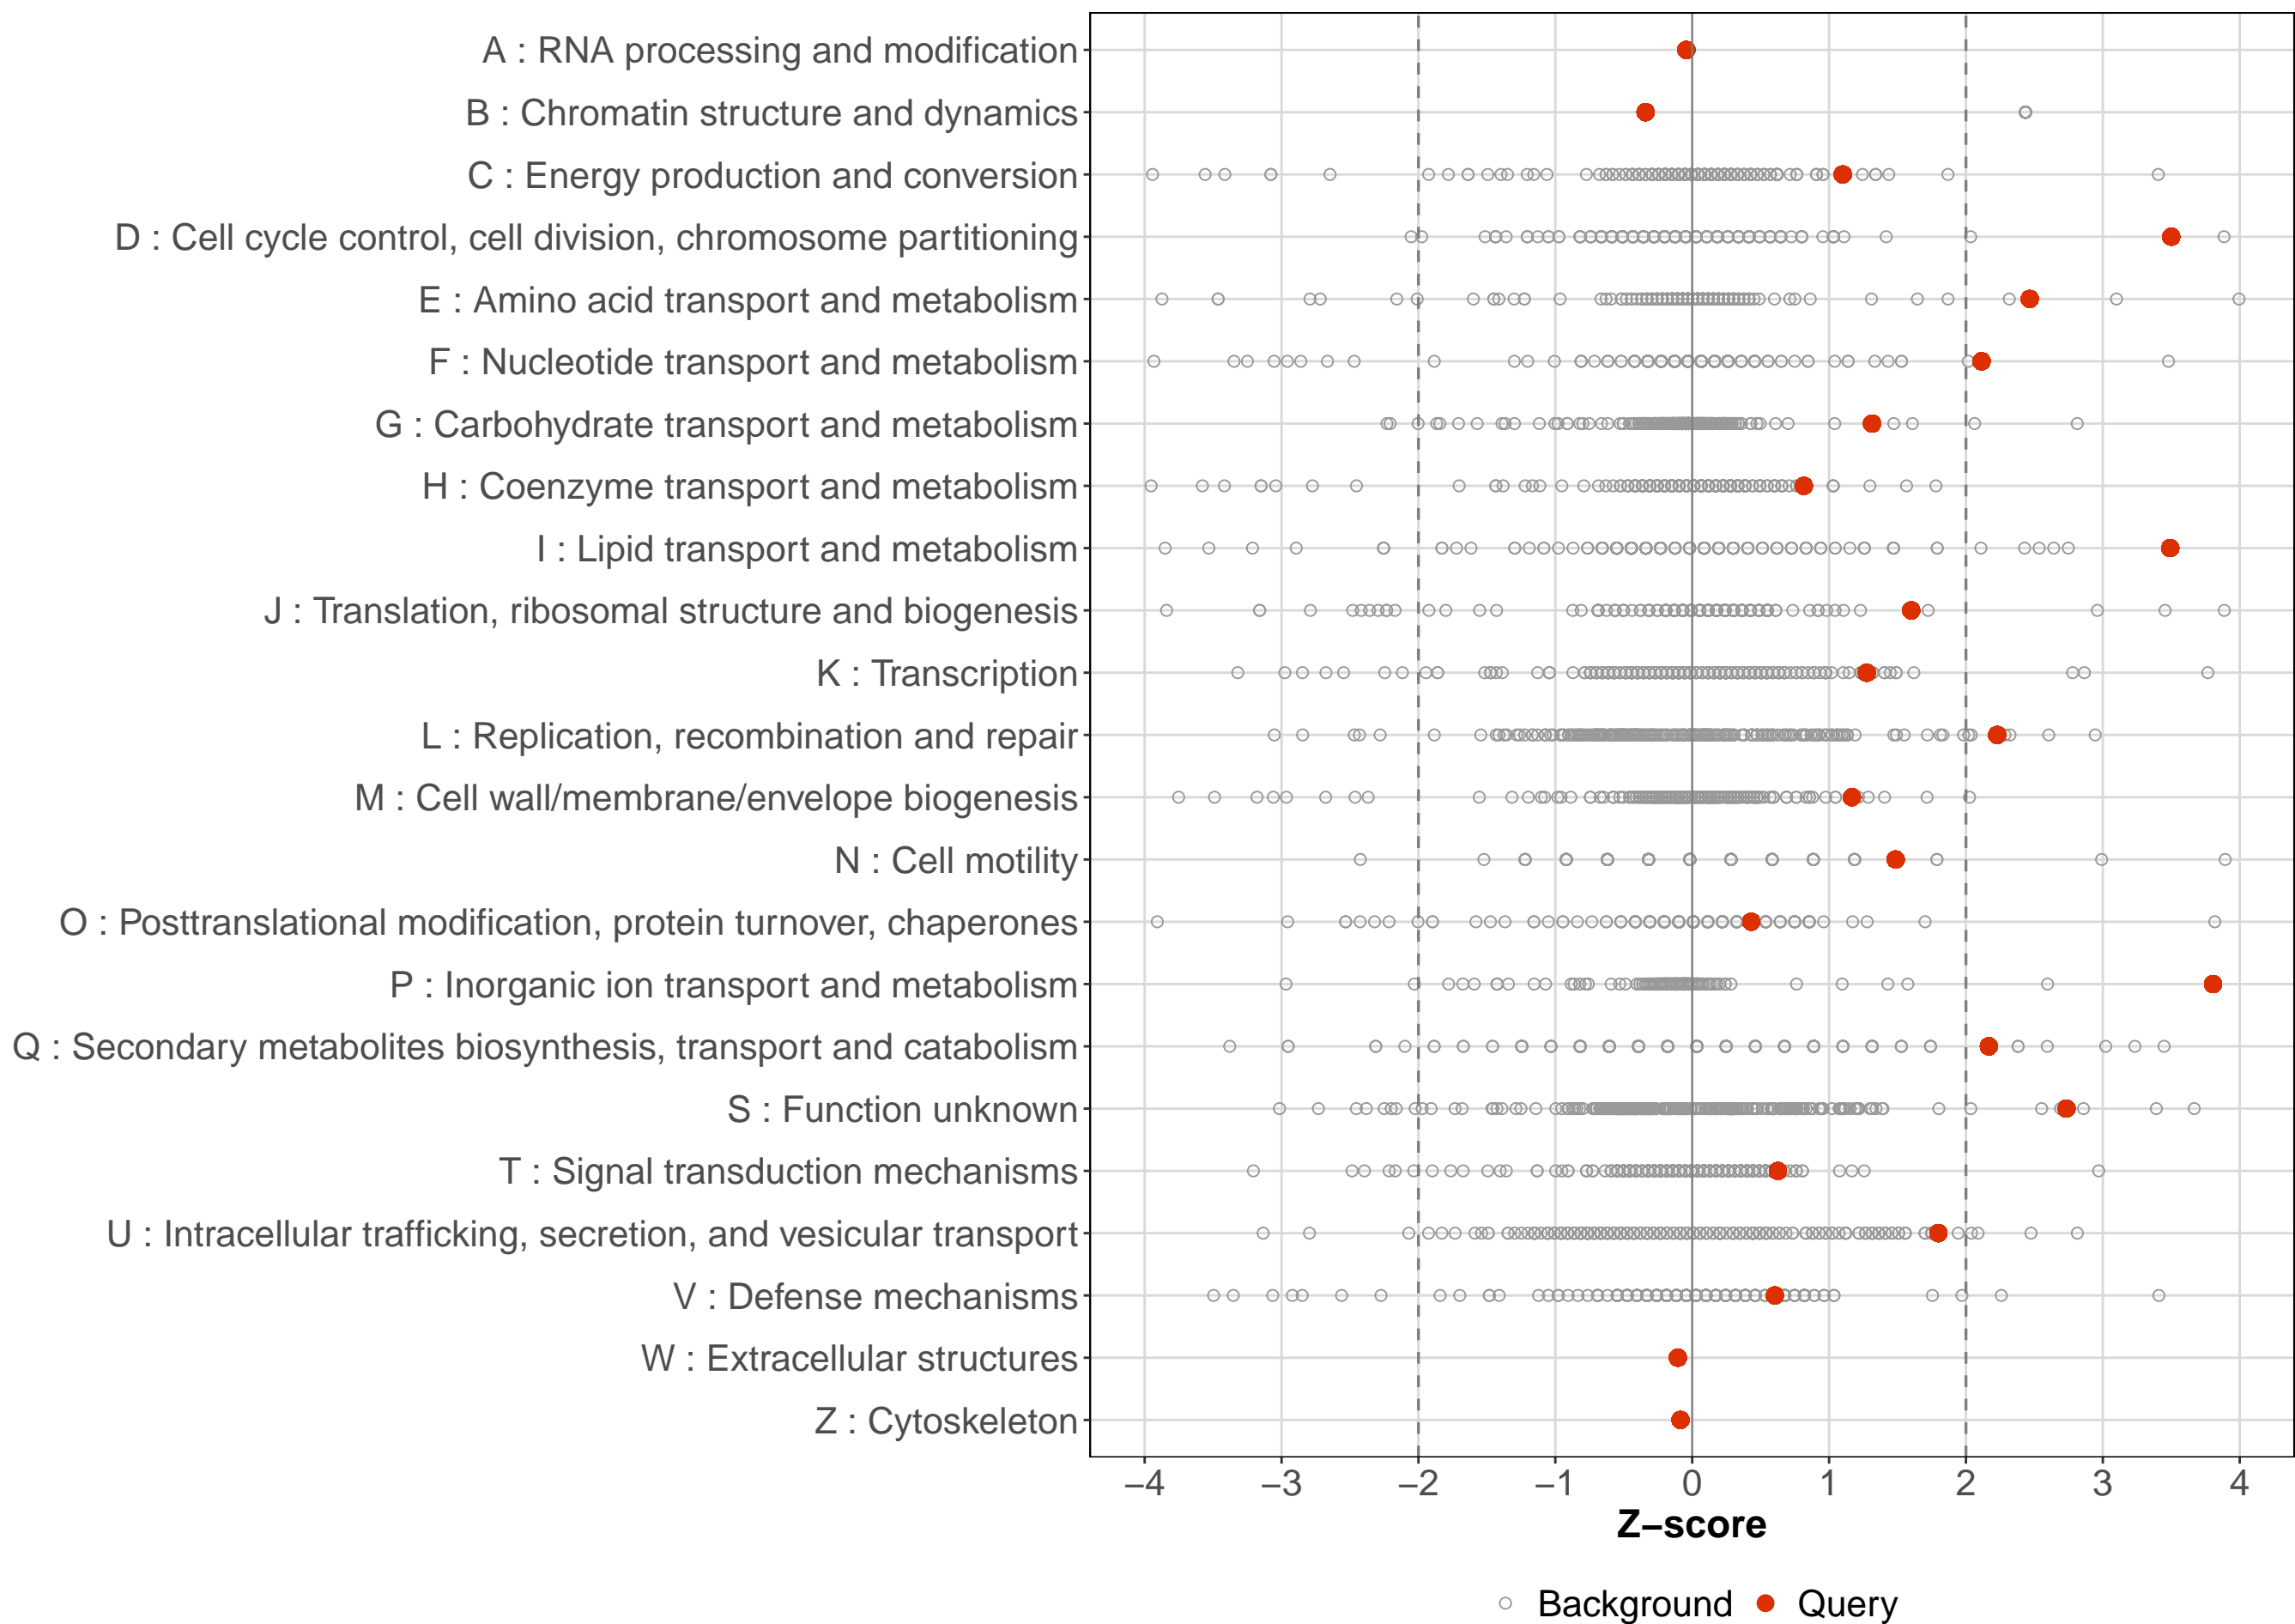 A : RNA processing and modification
B : Chromatin structure and dynamics
C : Energy production and conversion
D : Cell cycle control, cell division, chromosome partitioning
E : Amino acid transport and metabolism
F : Nucleotide transport and metabolism
G : Carbohydrate transport and metabolism
H : Coenzyme transport and metabolism
I : Lipid transport and metabolism
J : Translation, ribosomal structure and biogenesis
K : Transcription
L : Replication, recombination and repair
M : Cell wall/membrane/envelope biogenesis
N : Cell motility
O : Posttranslational modification, protein turnover, chaperones
P : Inorganic ion transport and metabolism
Q : Secondary metabolites biosynthesis, transport and catabolism
S : Function unknown
T : Signal transduction mechanisms
U : Intracellular trafficking, secretion, and vesicular transport
V : Defense mechanisms
W : Extracellular structures
Z : Cytoskeleton
−4 −3 −2 −1 0 1 2 3 4
Z−score
Background Query